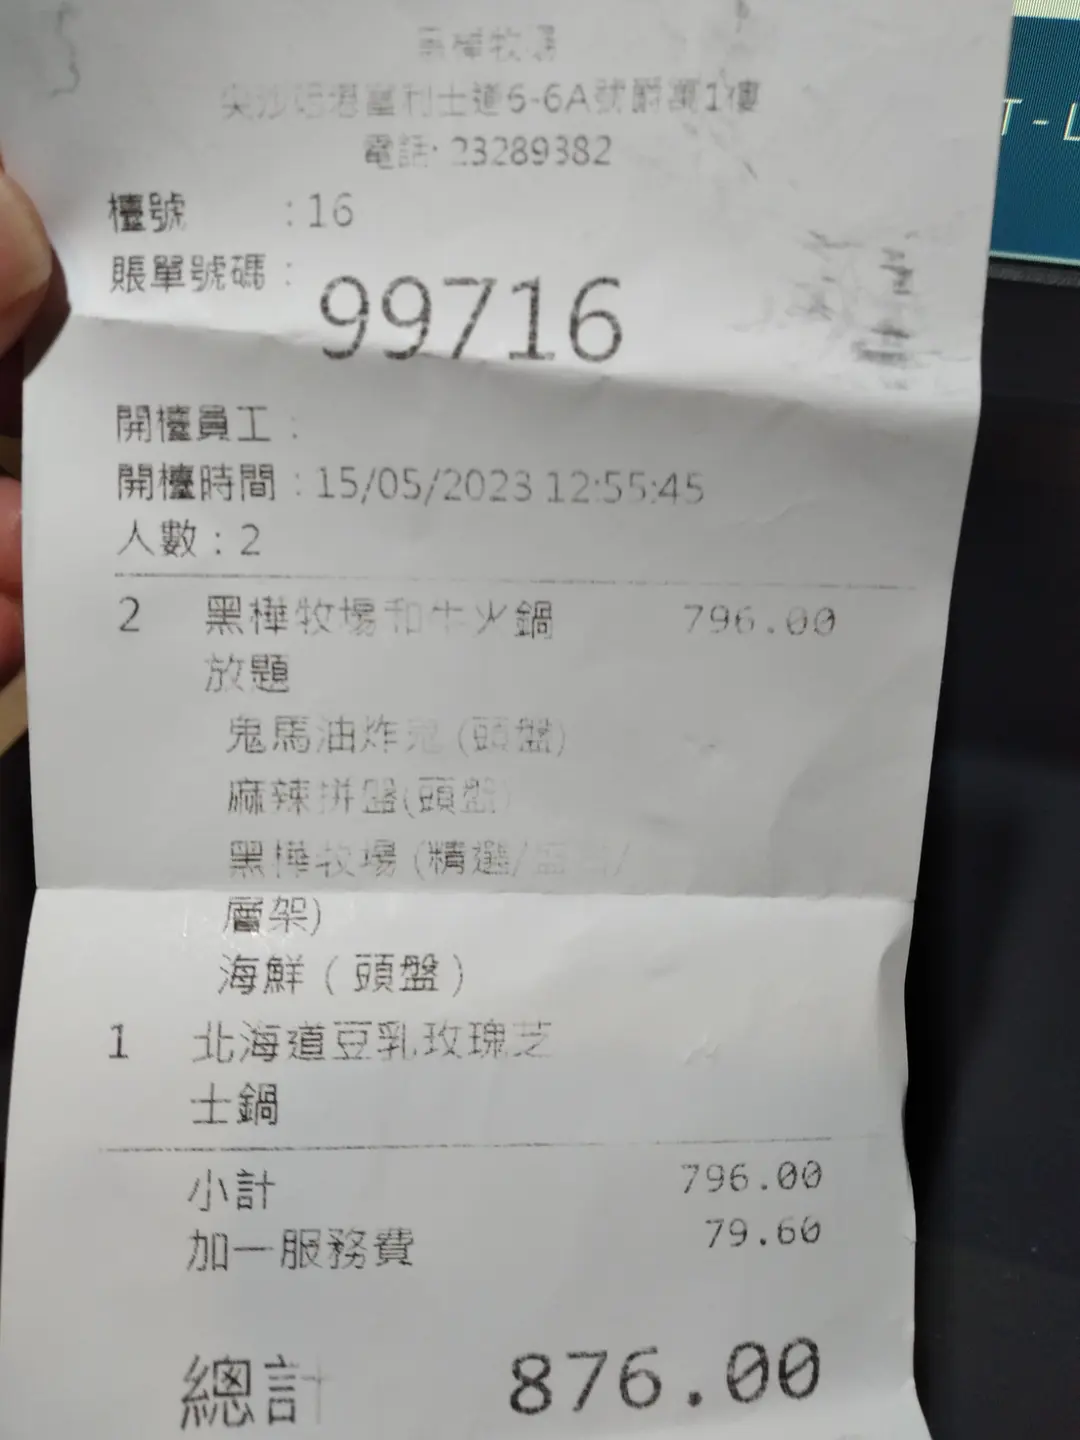 黑樺牧場
尖沙咀堪富利士道6-6A號爵萬1樓
電話: 23289382
檯號 : 16
賬單號碼 :
99716
開檯員工 :
開檯時間 : 15/05/2023 12:55:45
人數 : 2
2 黑樺牧場和牛火鍋 796.00
放題
鬼馬油炸鬼 (頭盤)
麻辣拼盤(頭盤)
黑樺牧場 (精選/
層架)
海鮮 ( 頭盤 )
1 北海道豆乳玫瑰芝
士鍋
小計 796.00
加一服務費 79.60
總計 876.00
T - L